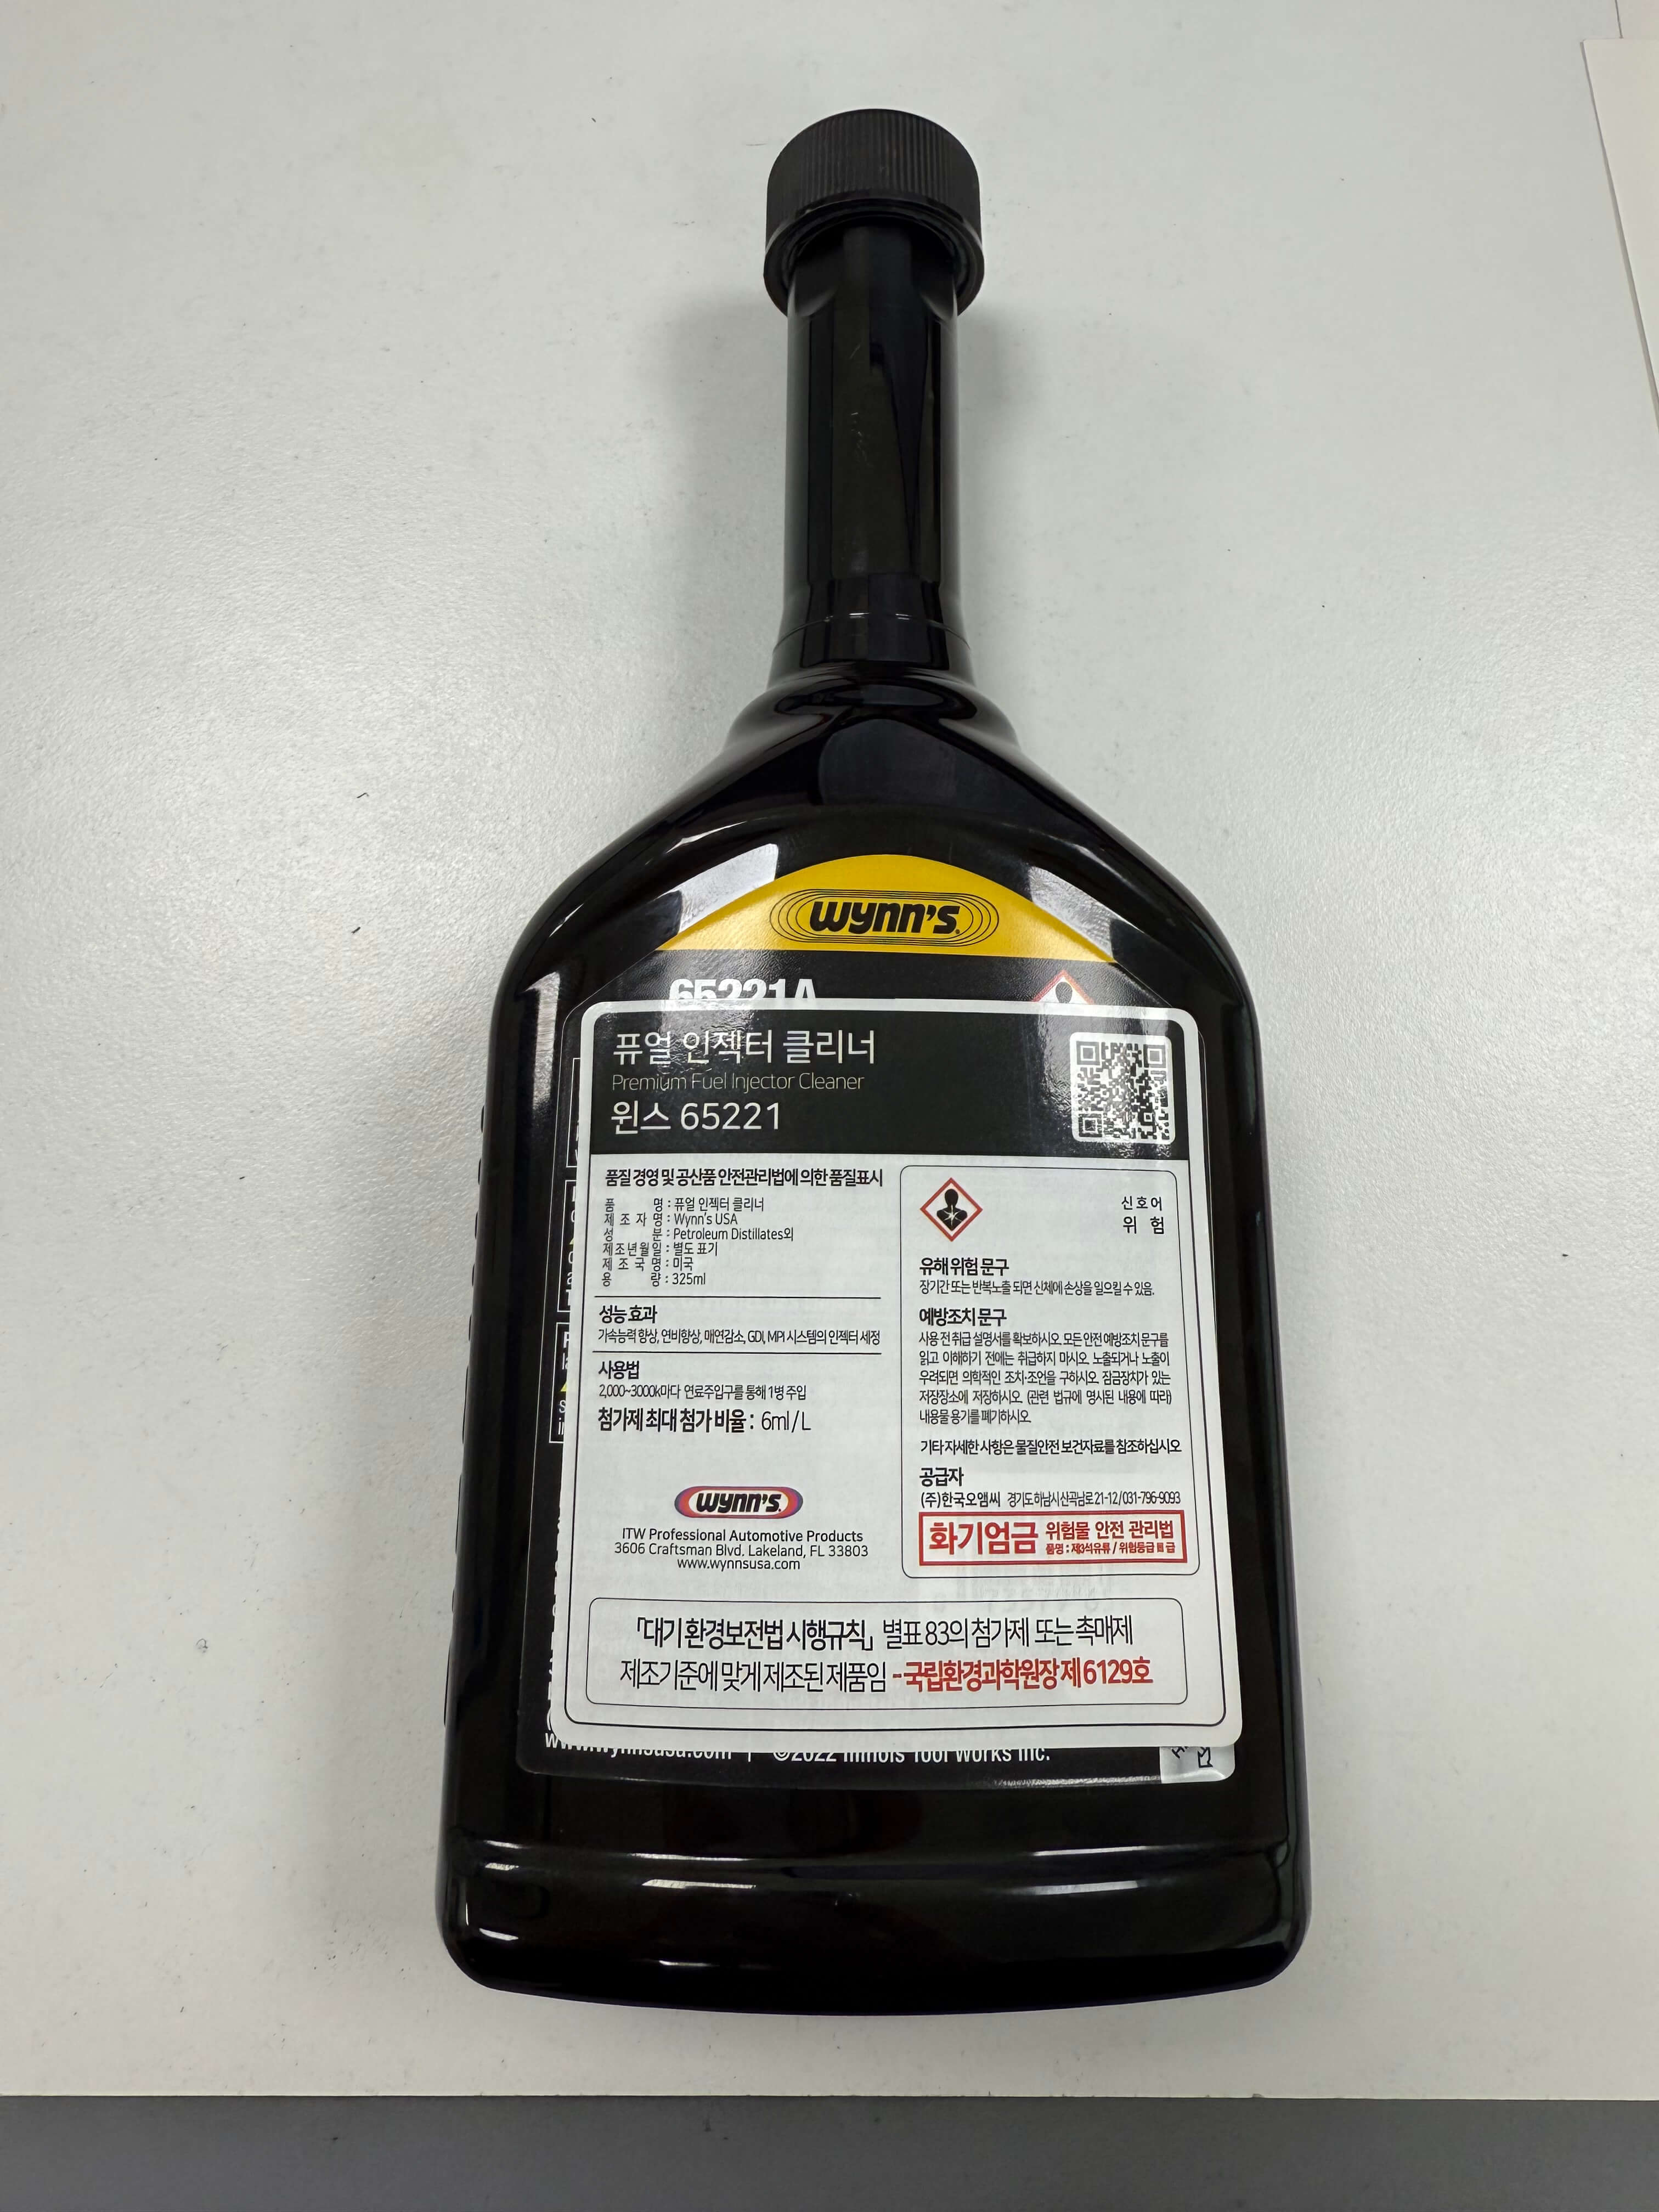 wynn's
65221A
퓨얼 인젝터 클리너
Premium Fuel Injector Cleaner
윈스 65221
품질 경영 및 공산품 안전관리법에 의한 품질표시
품 명 : 퓨얼 인젝터 클리너
제 조 자 명 : Wynn's USA
성 분 : Petroleum Distillates외
제조년월일 : 별도 표기
제 조 국 명 : 미국
용 량 : 325ml
성능 효과
가속능력 향상, 연비향상, 매연감소, GDI, MPI 시스템의 인젝터 세정
사용법
2,000~3000k마다 연료주입구를 통해 1병 주입
첨가제 최대 첨가 비율 : 6ml / L
wynn's
ITW Professional Automotive Products
3606 Craftsman Blvd. Lakeland, FL 33803
www.wynnsusa.com
신호어
위 험
유해 위험 문구
장기간 또는 반복노출 되면 신체에 손상을 일으킬 수 있음.
예방조치 문구
사용 전 취급 설명서를 확보하시오. 모든 안전 예방조치 문구를
읽고 이해하기 전에는 취급하지 마시오. 노출되거나 노출이
우려되면 의학적인 조치·조언을 구하시오. 잠금장치가 있는
저장장소에 저장하시오. (관련 법규에 명시된 내용에 따라)
내용물 용기를 폐기하시오.
기타 자세한 사항은 물질안전 보건자료를 참조하십시오
공급자
(주)한국오앰씨 경기도 하남시 산곡남로 21-12 / 031-796-9093
화기엄금 위험물 안전 관리법
품명 : 제3석유류 / 위험등급 Ⅲ 급
「대기 환경보전법 시행규칙」 별표 83의 첨가제 또는 촉매제
제조기준에 맞게 제조된 제품임 - 국립환경과학원장 제 6129호
www.wynnsusa.com | ©2022 Illinois Tool Works Inc.